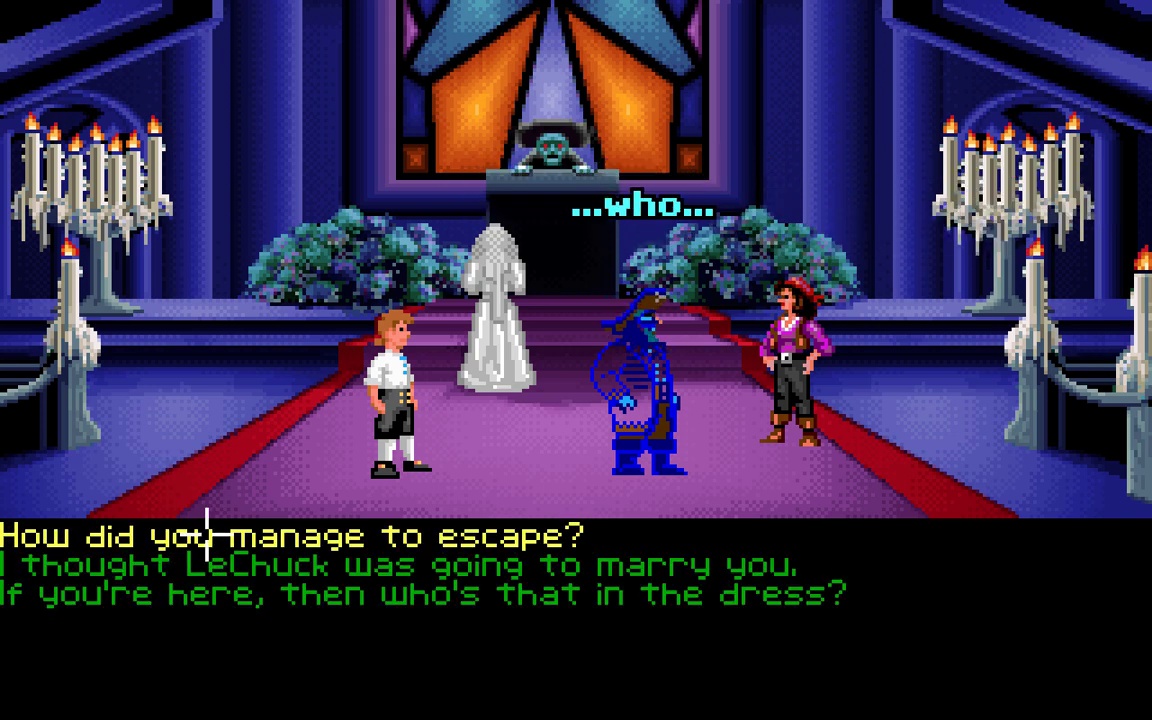 ...who...
How did you manage to escape?
I thought LeChuck was going to marry you.
If you're here, then who's that in the dress?